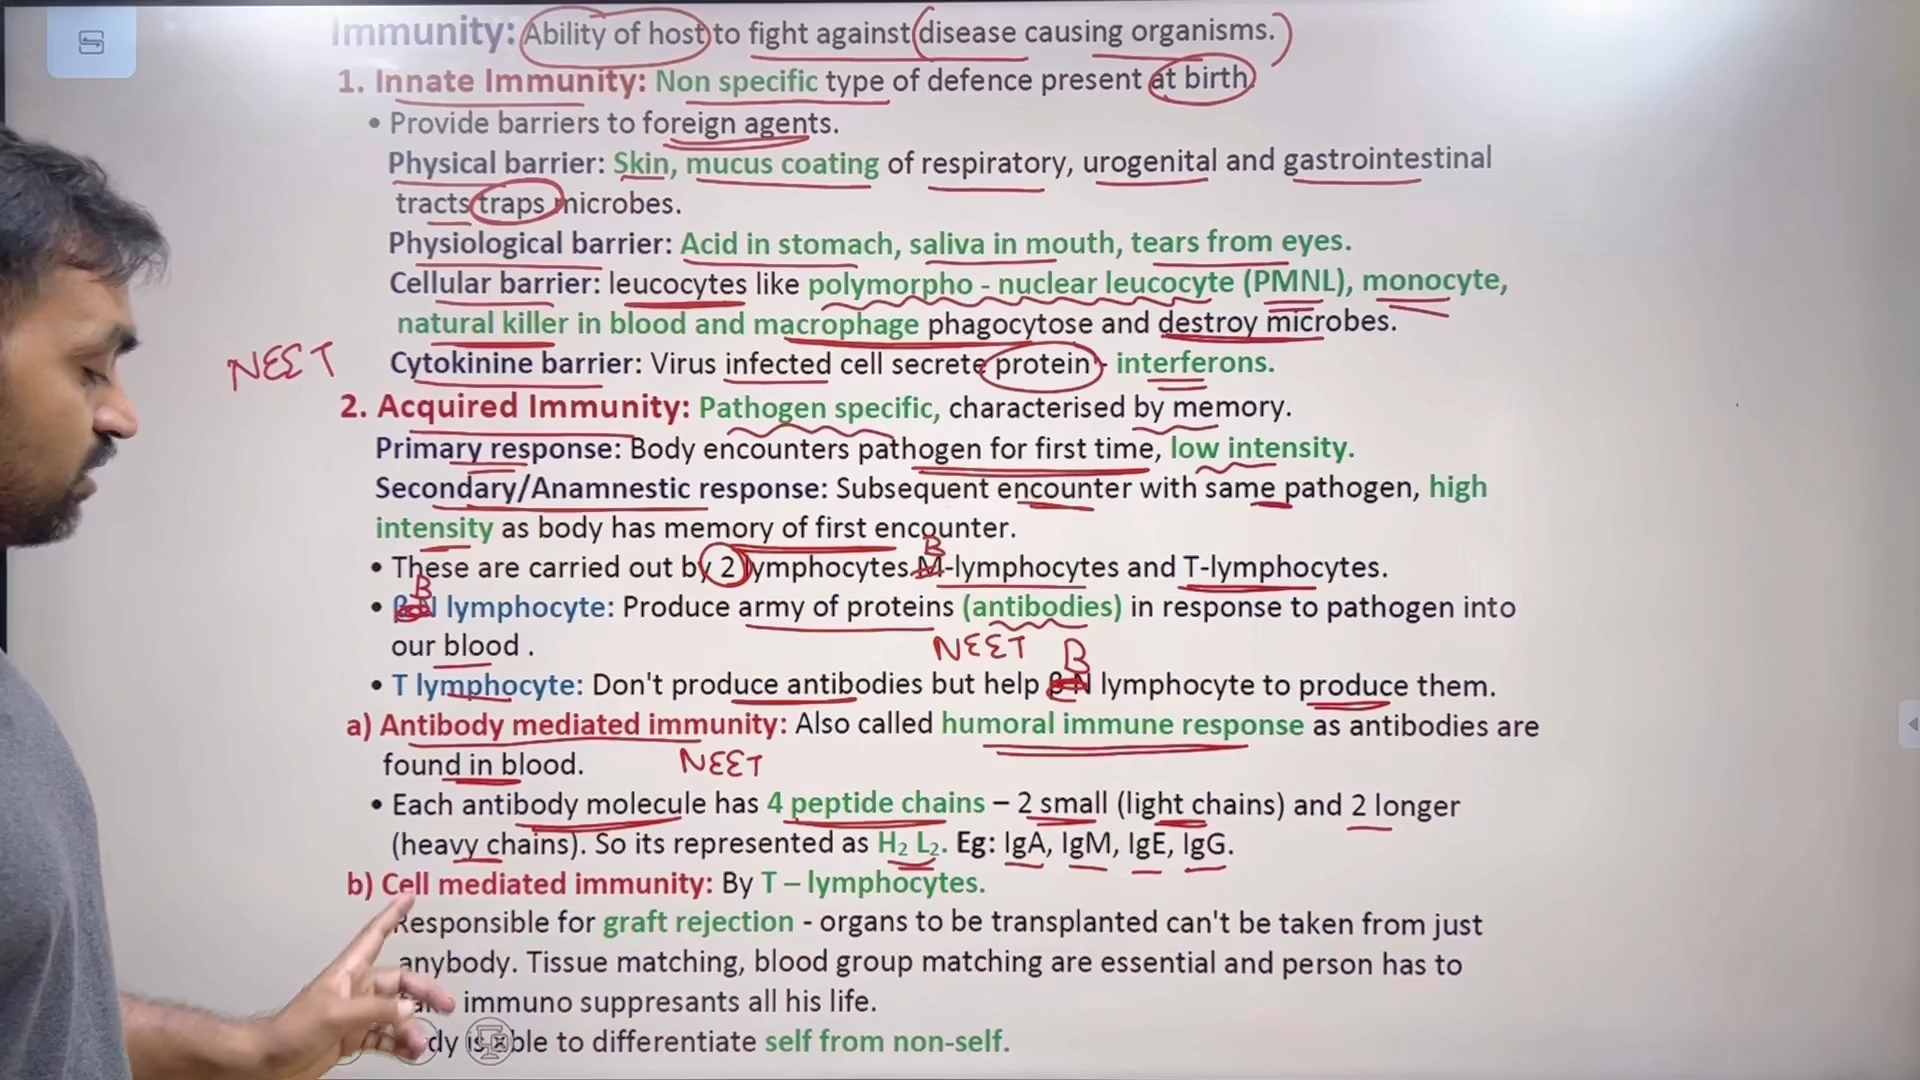 Immunity: Ability of host to fight against disease causing organisms.
1. Innate Immunity: Non specific type of defence present at birth
• Provide barriers to foreign agents.
Physical barrier: Skin, mucus coating of respiratory, urogenital and gastrointestinal
tracts traps microbes.
Physiological barrier: Acid in stomach, saliva in mouth, tears from eyes.
Cellular barrier: leucocytes like polymorpho - nuclear leucocyte (PMNL), monocyte,
natural killer in blood and macrophage phagocytose and destroy microbes.
NEET
Cytokinine barrier: Virus infected cell secrete protein - interferons.
2. Acquired Immunity: Pathogen specific, characterised by memory.
Primary response: Body encounters pathogen for first time, low intensity.
Secondary/Anamnestic response: Subsequent encounter with same pathogen, high
intensity as body has memory of first encounter.
B
• These are carried out by 2 lymphocytes M-lymphocytes and T-lymphocytes.
B
• lymphocyte: Produce army of proteins (antibodies) in response to pathogen into
our blood .
NEET B
• T lymphocyte: Don't produce antibodies but help lymphocyte to produce them.
a) Antibody mediated immunity: Also called humoral immune response as antibodies are
found in blood.
NEET
• Each antibody molecule has 4 peptide chains – 2 small (light chains) and 2 longer
(heavy chains). So its represented as H₂ L₂. Eg: IgA, IgM, IgE, IgG.
b) Cell mediated immunity: By T – lymphocytes.
Responsible for graft rejection - organs to be transplanted can't be taken from just
anybody. Tissue matching, blood group matching are essential and person has to
immuno suppresants all his life.
to differentiate self from non-self.